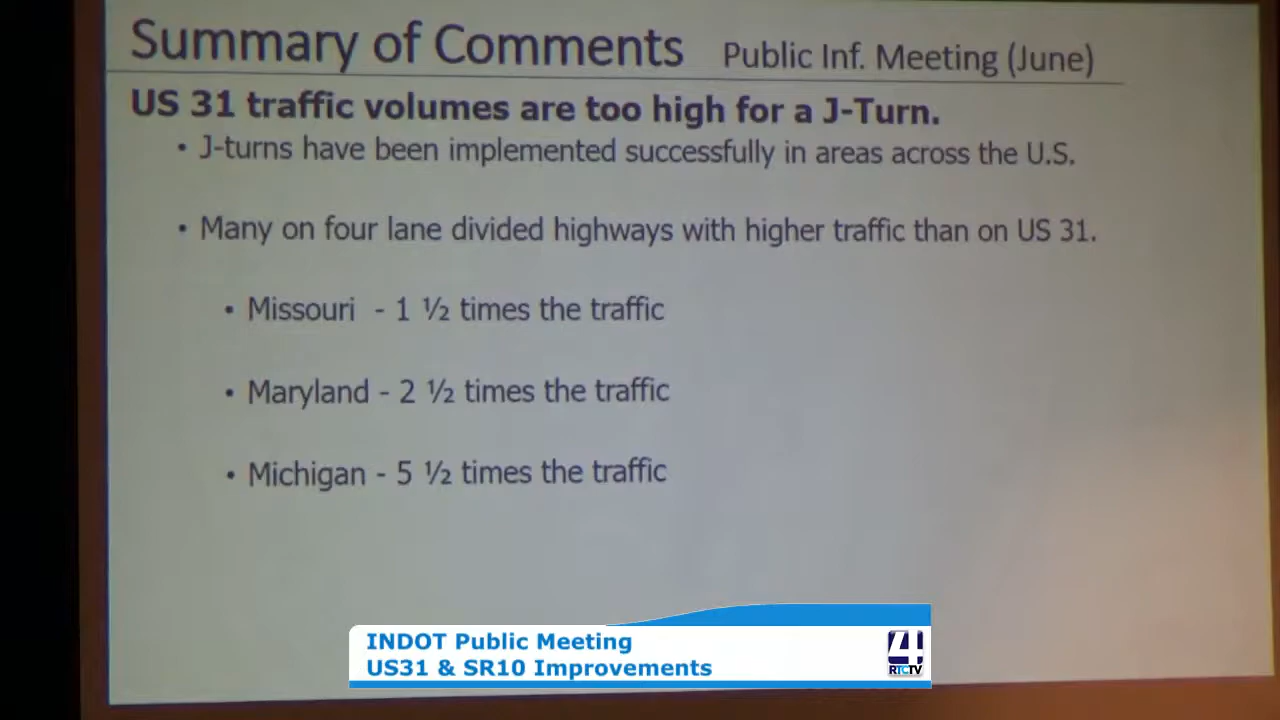 Summary of Comments Public Inf. Meeting (June)
US 31 traffic volumes are too high for a J-Turn.
• J-turns have been implemented successfully in areas across the U.S.
• Many on four lane divided highways with higher traffic than on US 31.
• Missouri - 1 ½ times the traffic
• Maryland - 2 ½ times the traffic
• Michigan - 5 ½ times the traffic
INDOT Public Meeting
US31 & SR10 Improvements
4
RTCTV